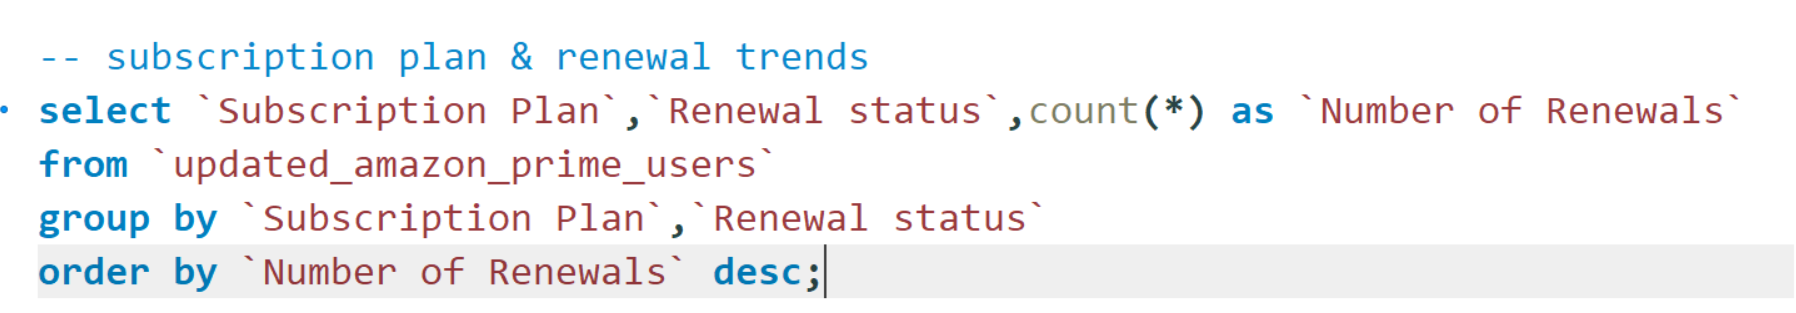 -- subscription plan & renewal trends
select `Subscription Plan`,`Renewal status`,count(*) as `Number of Renewals`
from `updated_amazon_prime_users`
group by `Subscription Plan`,`Renewal status`
order by `Number of Renewals` desc;